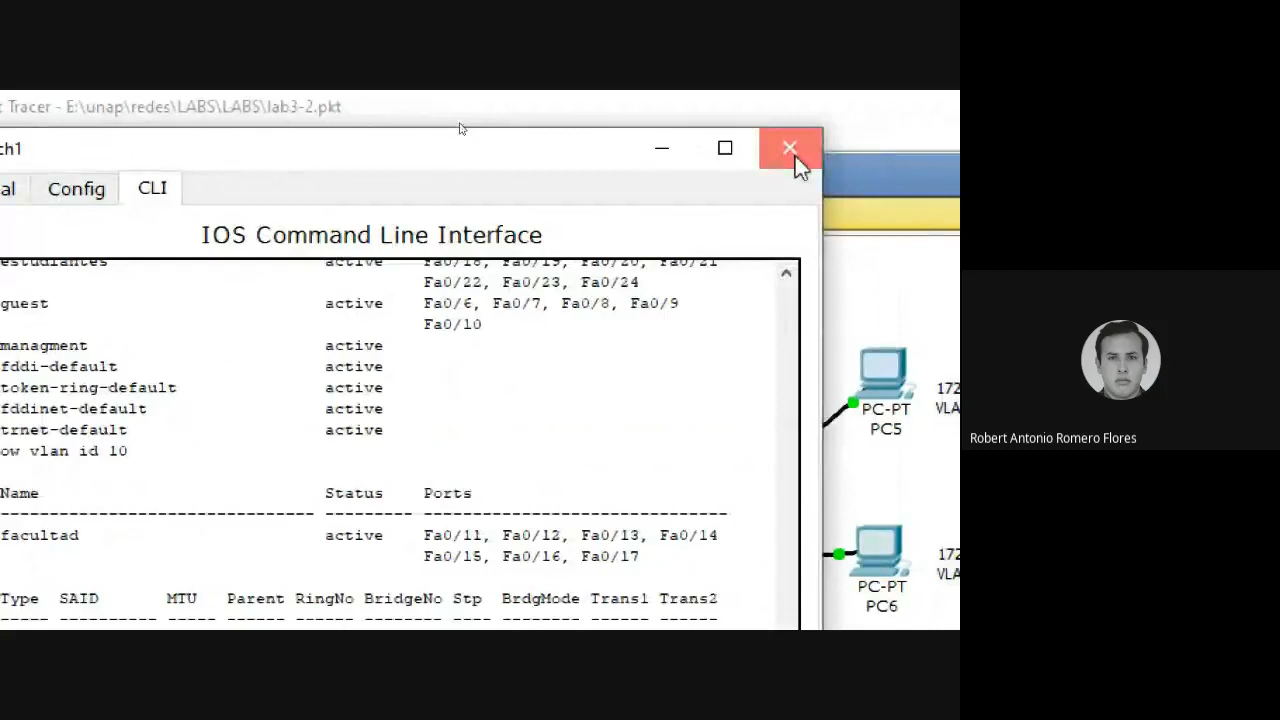 t Tracer - E:\unap\redes\LABS\LABS\lab3-2.pkt
ch1
al Config CLI
IOS Command Line Interface
estudiantes active Fa0/18, Fa0/19, Fa0/20, Fa0/21
Fa0/22, Fa0/23, Fa0/24
guest active Fa0/6, Fa0/7, Fa0/8, Fa0/9
Fa0/10
managment active
fddi-default active
token-ring-default active
fddinet-default active
trnet-default active
ow vlan id 10
Name Status Ports
-------------------------------- --------- -------------------------------
facultad active Fa0/11, Fa0/12, Fa0/13, Fa0/14
Fa0/15, Fa0/16, Fa0/17
Type SAID MTU Parent RingNo BridgeNo Stp BrdgMode Trans1 Trans2
----- ---------- ----- ------ ------ -------- ---- -------- ------ ------
172
PC-PT VLA
PC5
172
VLA
PC-PT
PC6
Robert Antonio Romero Flores